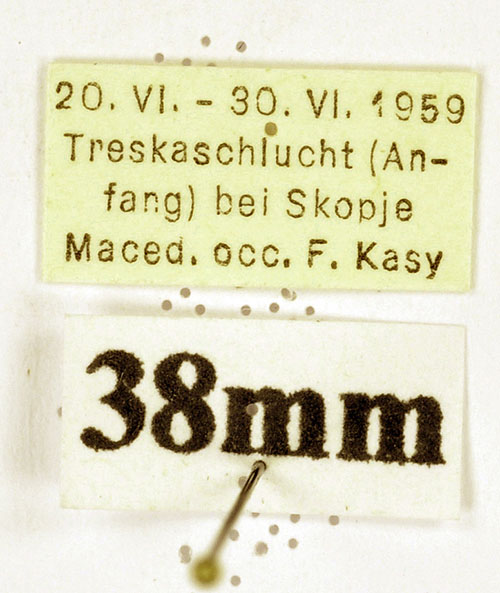 20. VI. - 30. VI. 1959
Treskaschlucht (An-
fang) bei Skopje
Maced. occ. F. Kasy
38mm